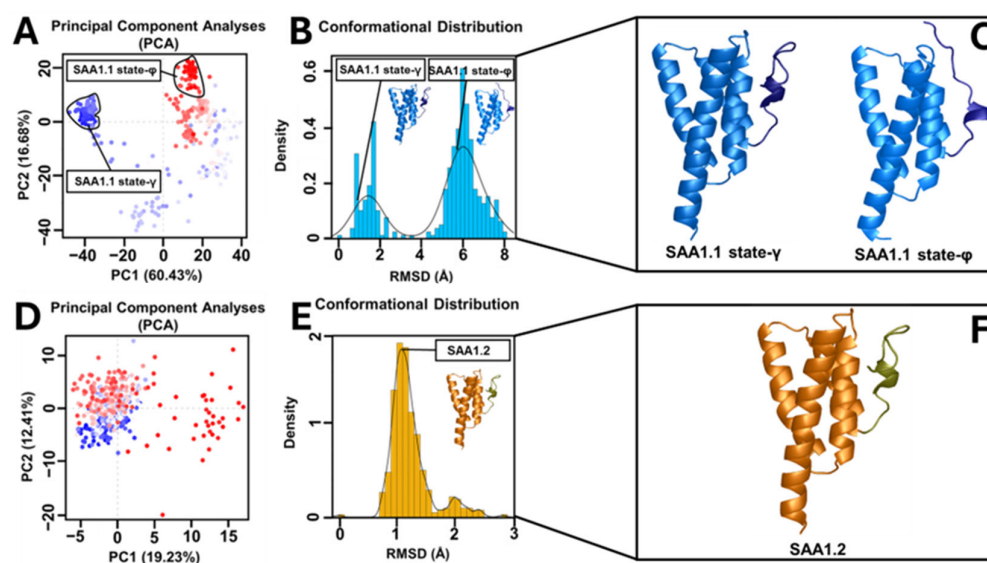 A
Principal Component Analyses
(PCA)
SAA1.1 state-φ
SAA1.1 state-γ
20
0
-20
-40
PC2 (16.68%)
-40 -20 0 20 40
PC1 (60.43%)
B
Conformational Distribution
SAA1.1 state-γ
SAA1.1 state-φ
0.6
0.4
0.2
0
Density
0 2 4 6 8
RMSD (Å)
C
SAA1.1 state-γ
SAA1.1 state-φ
D
Principal Component Analyses
(PCA)
10
0
-10
-20
PC2 (12.41%)
-5 0 5 10 15
PC1 (19.23%)
E
Conformational Distribution
SAA1.2
2
1
0
Density
0 1 2 3
RMSD (Å)
F
SAA1.2